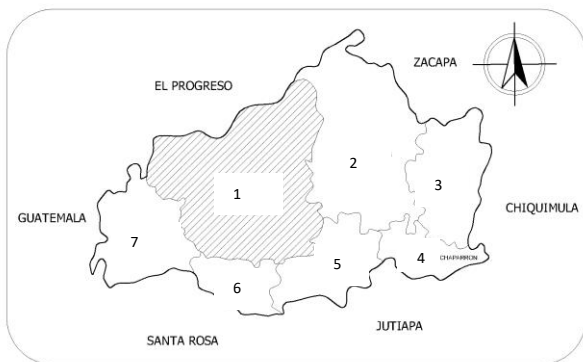 ZACAPA
EL PROGRESO
2
3
1
CHIQUIMULA
GUATEMALA
7
5
4
CHAPARRON
6
JUTIAPA
SANTA ROSA